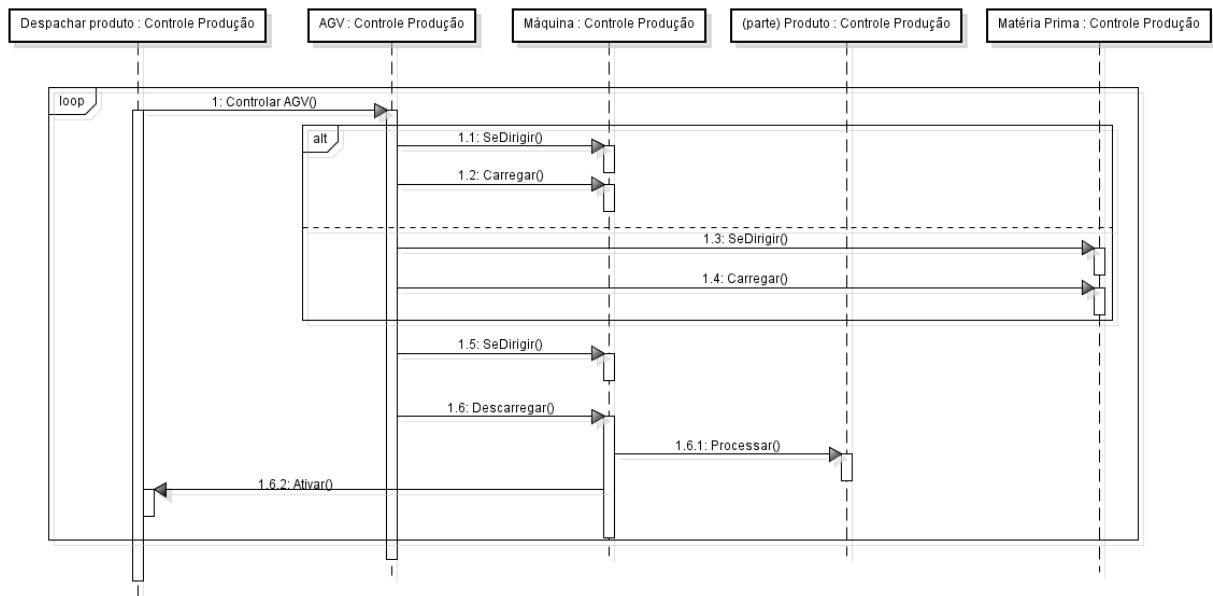 Despachar produto : Controle Produção
AGV : Controle Produção
Máquina : Controle Produção
(parte) Produto : Controle Produção
Matéria Prima : Controle Produção
loop
1: Controlar AGV()
alt
1.1: SeDirigir()
1.2: Carregar()
1.3: SeDirigir()
1.4: Carregar()
1.5: SeDirigir()
1.6: Descarregar()
1.6.1: Processar()
1.6.2: Ativar()